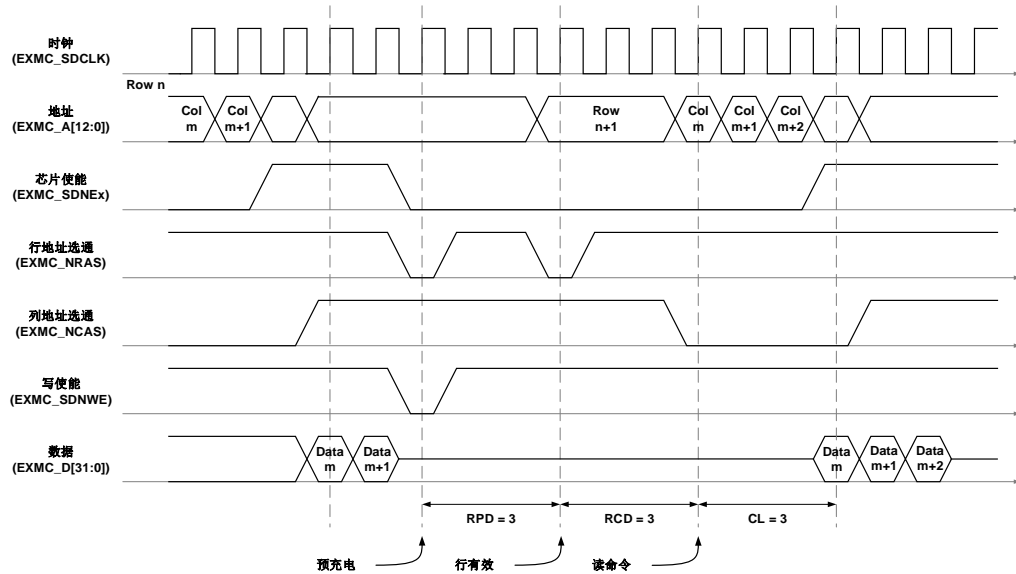 时钟
(EXMC_SDCLK)
Row n
地址
(EXMC_A[12:0])
Col
m
Col
m+1
Row
n+1
Col
m
Col
m+1
Col
m+2
芯片使能
(EXMC_SDNEx)
行地址选通
(EXMC_NRAS)
列地址选通
(EXMC_NCAS)
写使能
(EXMC_SDNWE)
数据
(EXMC_D[31:0])
Data
m
Data
m+1
Data
m
Data
m+1
Data
m+2
RPD = 3
RCD = 3
CL = 3
预充电
行有效
读命令